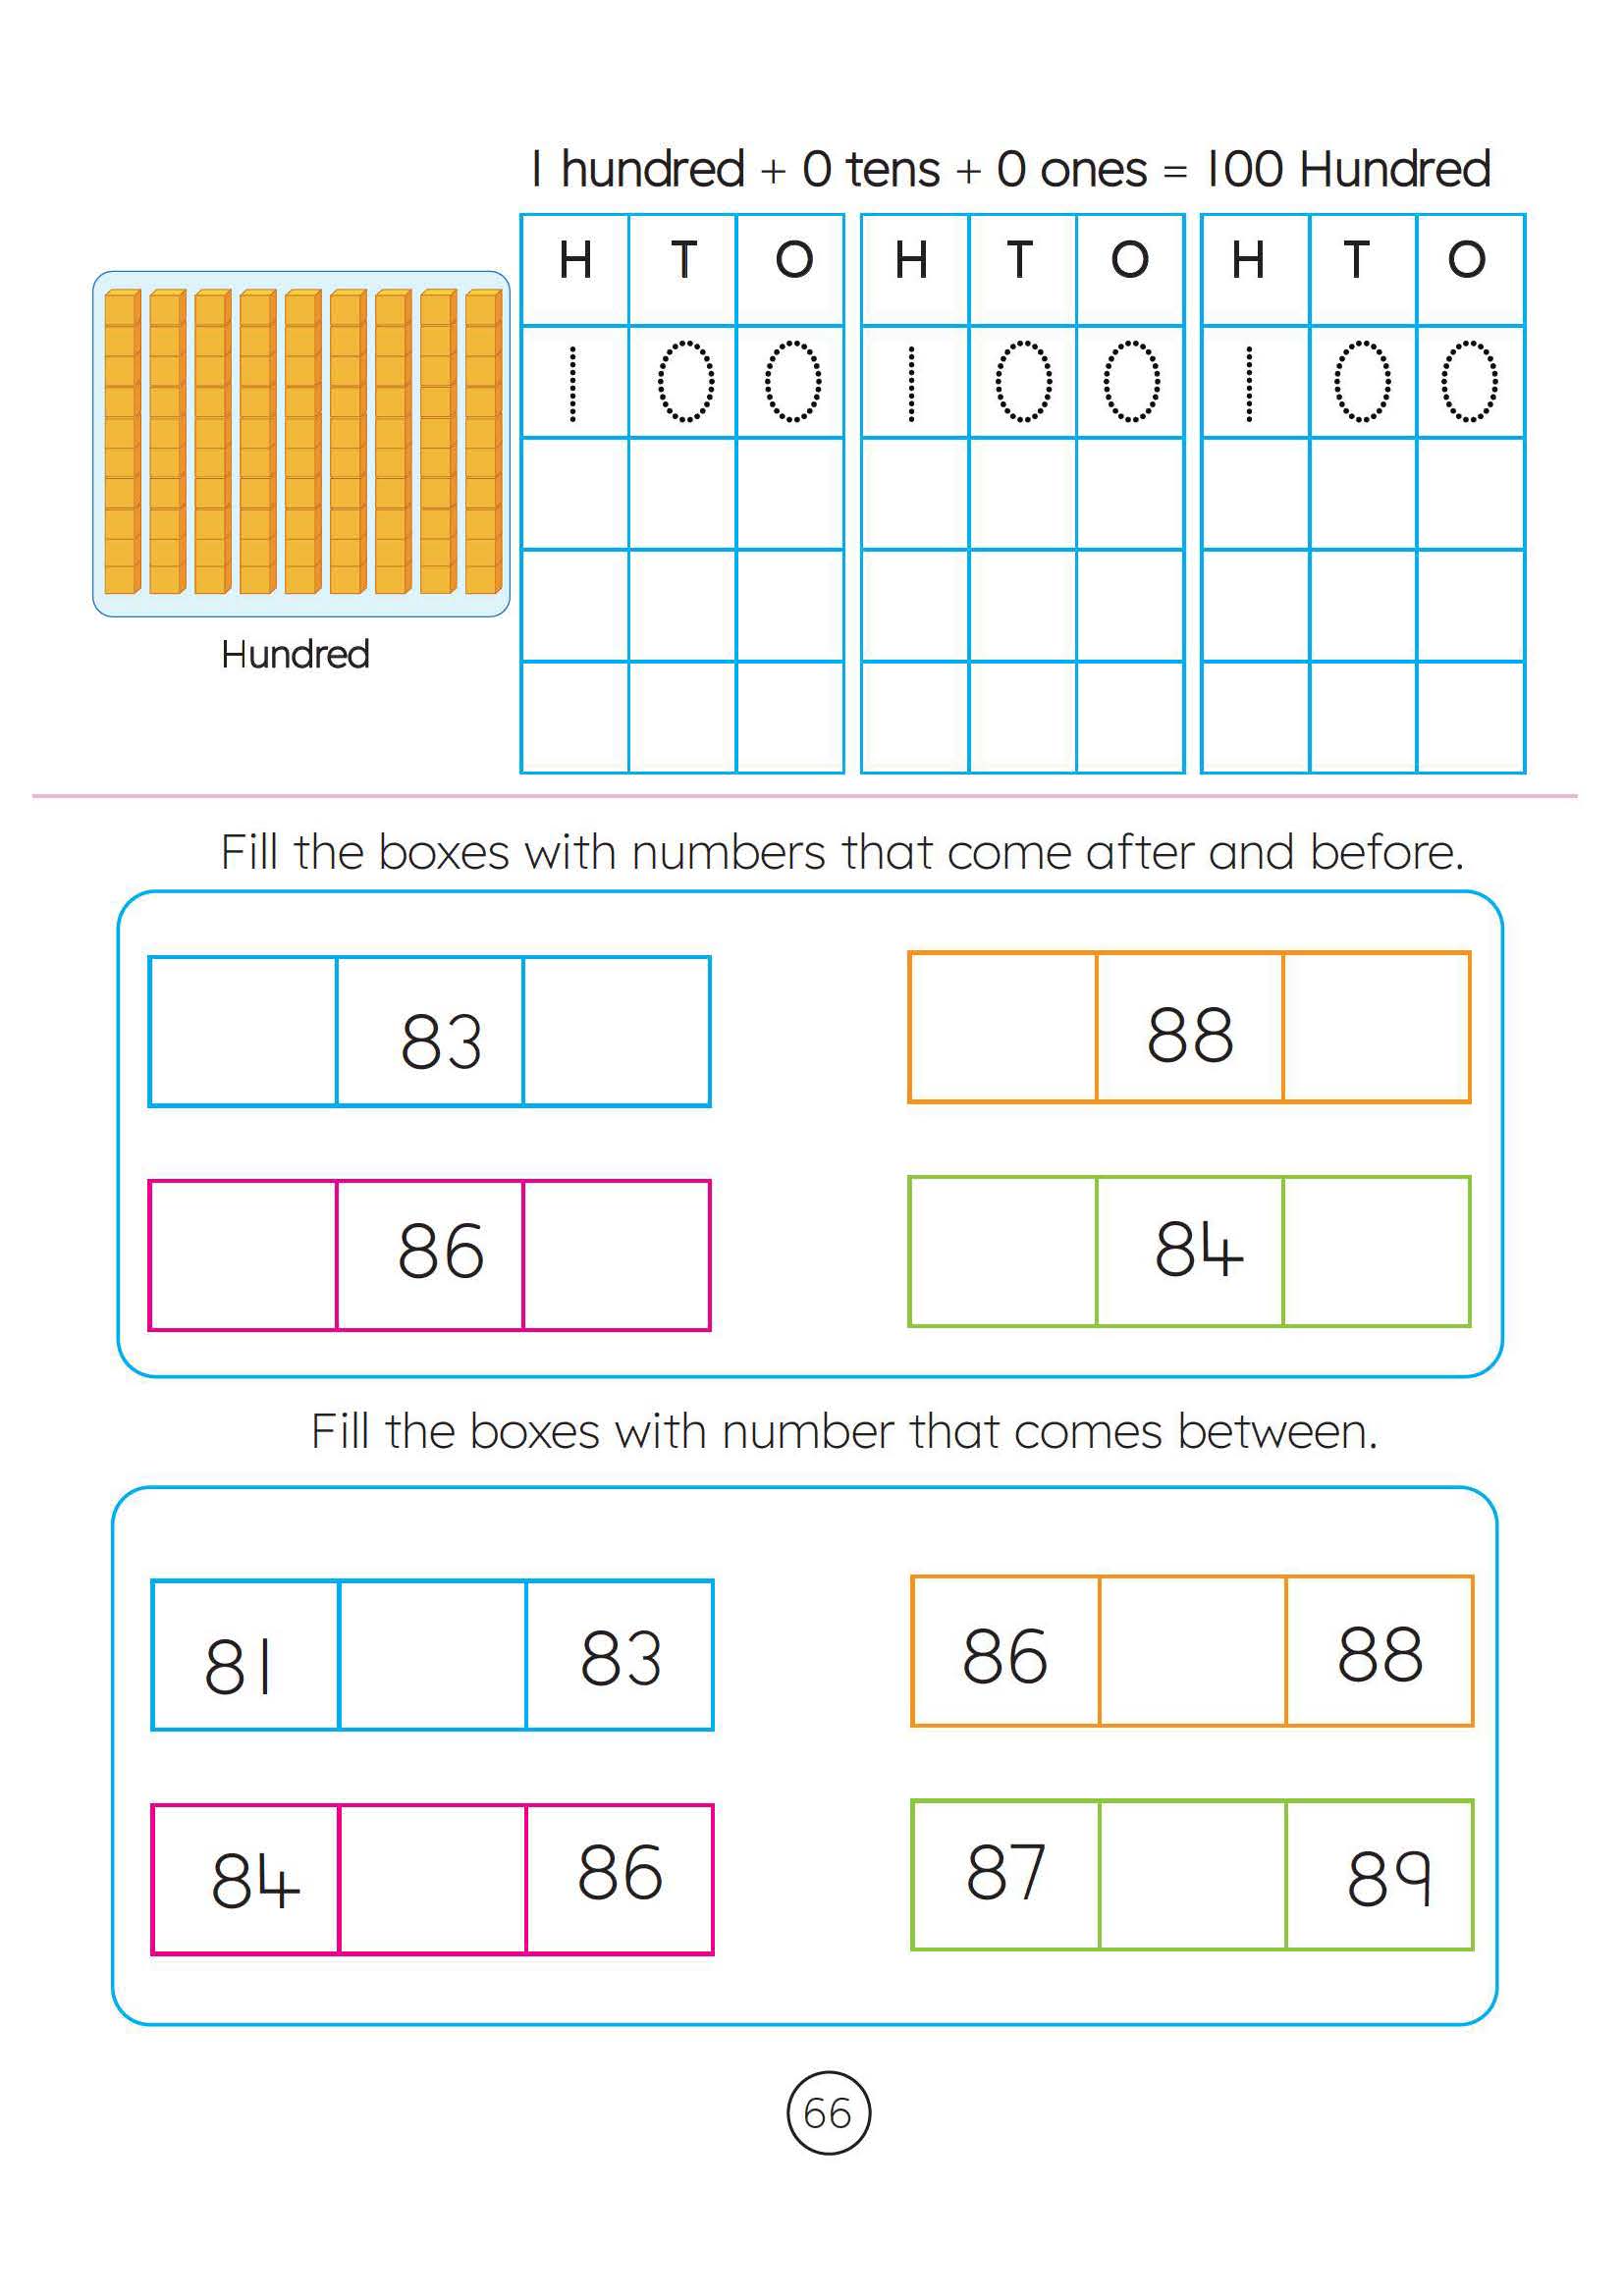 1 hundred + 0 tens + 0 ones = 100 Hundred
H T O H T O H T O
1 0 0 1 0 0 1 0 0
Hundred
Fill the boxes with numbers that come after and before.
83 88
86 84
Fill the boxes with number that comes between.
81 83 86 88
84 86 87 89
66